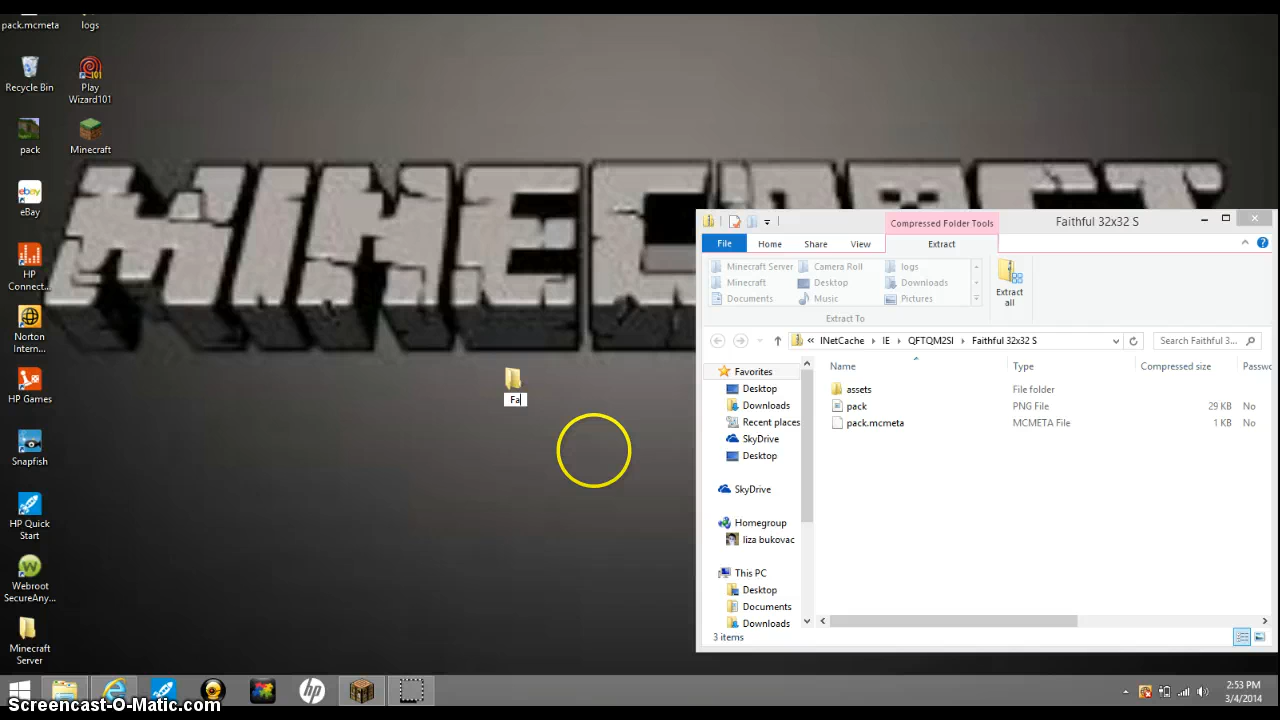 pack.mcmeta
logs
Recycle Bin
Play
Wizard101
pack
Minecraft
MINECRAFT
ebay
eBay
HP
Connect...
Norton
Intern...
HP Games
Snapfish
HP Quick
Start
Webroot
SecureAny...
Minecraft
Server
Fa
Compressed Folder Tools
Faithful 32x32 S
File
Home
Share
View
Extract
Minecraft Server
Camera Roll
logs
Minecraft
Desktop
Downloads
Documents
Music
Pictures
Extract
all
Extract To
« INetCache
IE
QFTQM2SI
Faithful 32x32 S
Search Faithful 3...
Name
Type
Compressed size
Passwo
Favorites
Desktop
Downloads
Recent places
SkyDrive
Desktop
SkyDrive
Homegroup
liza bukovac
This PC
Desktop
Documents
Downloads
assets
File folder
pack
PNG File
29 KB
No
pack.mcmeta
MCMETA File
1 KB
No
3 items
hp
2:53 PM
3/4/2014
Screencast-O-Matic.com